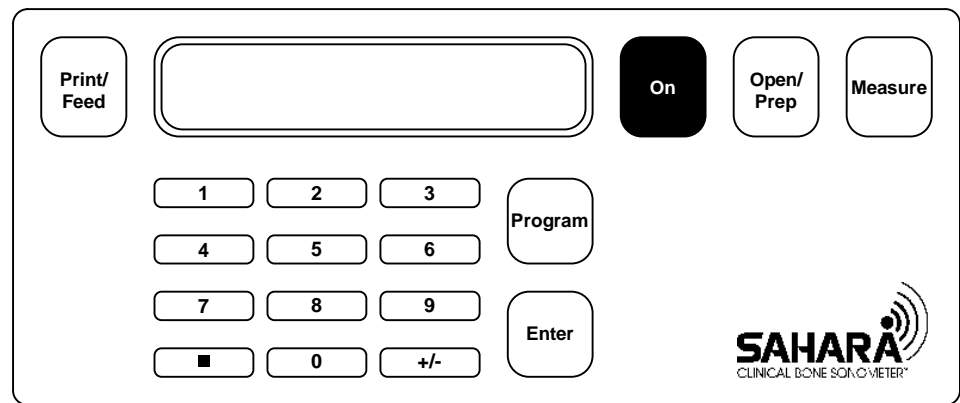 Print/
Feed
On
Open/
Prep
Measure
1 2 3
Program
4 5 6
7 8 9
Enter
■ 0 +/-
SAHARA
CLINICAL BONE SONOMETER™